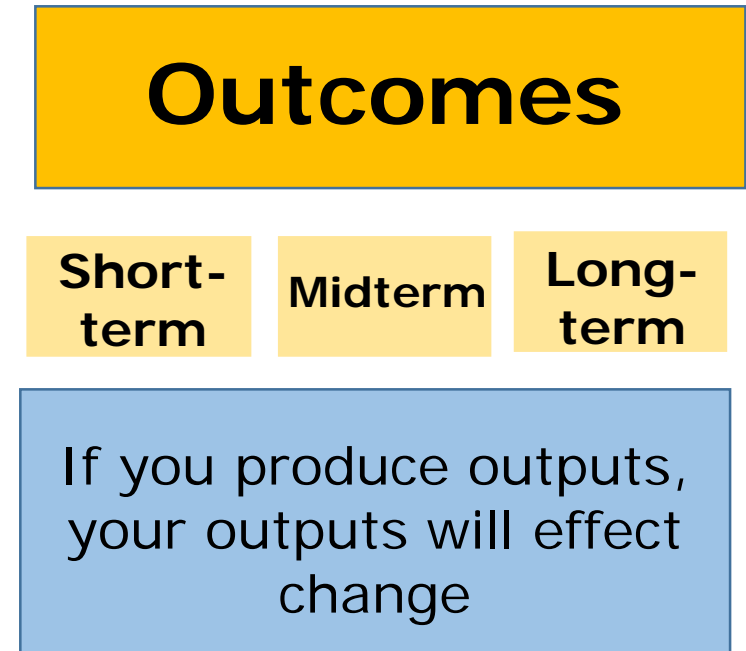 Outcomes
Short-
term
Midterm
Long-
term
If you produce outputs,
your outputs will effect
change